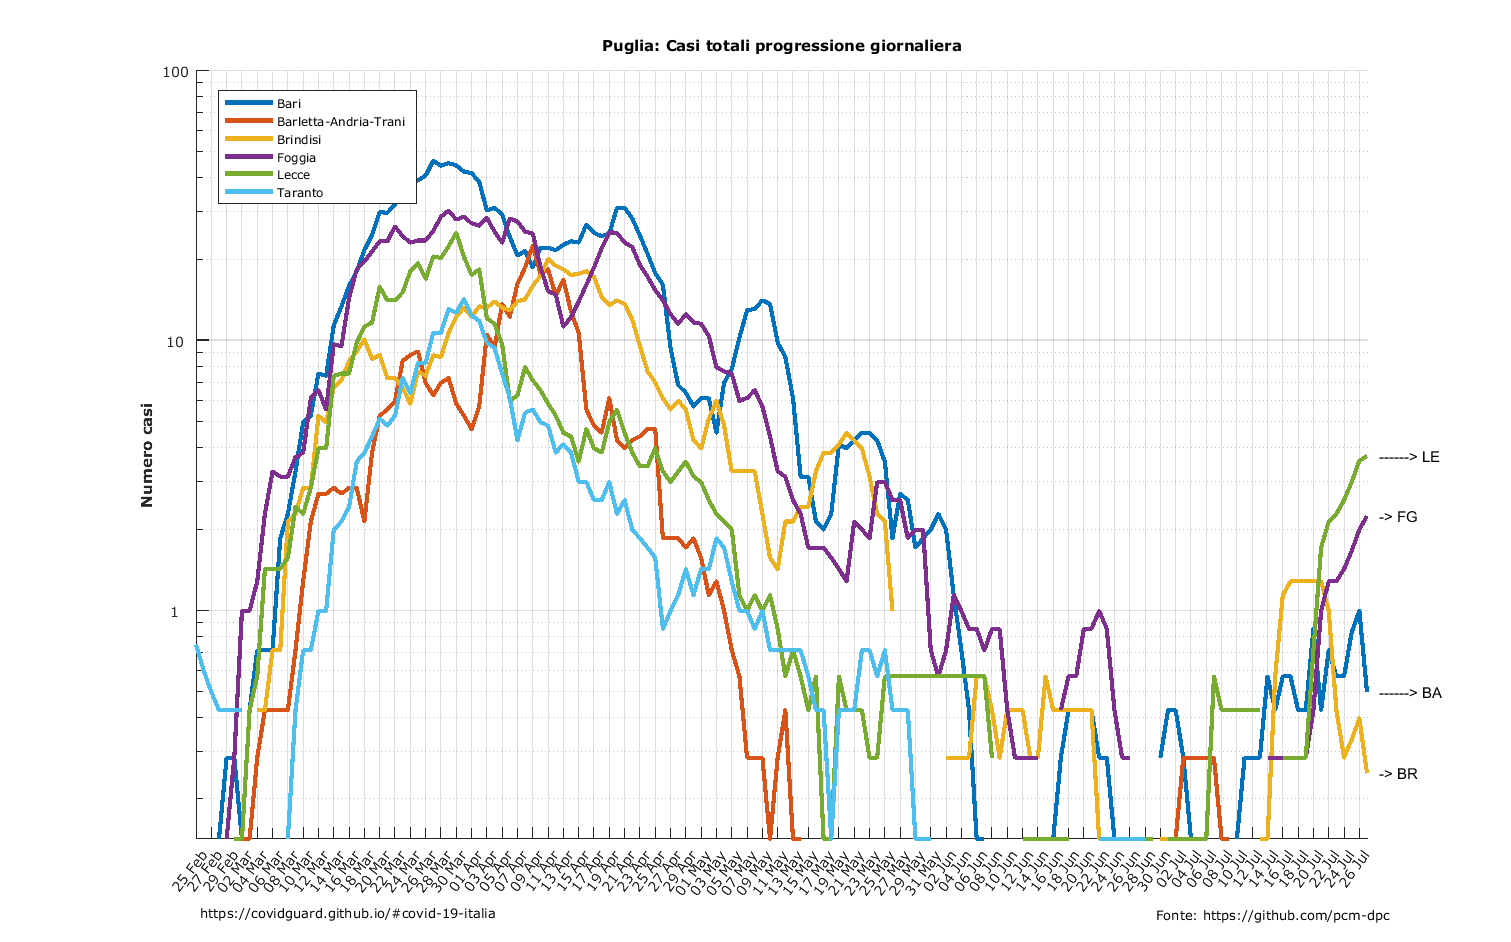 Puglia: Casi totali progressione giornaliera
100
10
1
Numero casi
Bari
Barletta-Andria-Trani
Brindisi
Foggia
Lecce
Taranto
------> LE
-> FG
------> BA
-> BR
25 Feb
27 Feb
29 Feb
02 Mar
04 Mar
06 Mar
08 Mar
10 Mar
12 Mar
14 Mar
16 Mar
18 Mar
20 Mar
22 Mar
24 Mar
26 Mar
28 Mar
30 Mar
01 Apr
03 Apr
05 Apr
07 Apr
09 Apr
11 Apr
13 Apr
15 Apr
17 Apr
19 Apr
21 Apr
23 Apr
25 Apr
27 Apr
29 Apr
01 May
03 May
05 May
07 May
09 May
11 May
13 May
15 May
17 May
19 May
21 May
23 May
25 May
27 May
29 May
31 May
02 Jun
04 Jun
06 Jun
08 Jun
10 Jun
12 Jun
14 Jun
16 Jun
18 Jun
20 Jun
22 Jun
24 Jun
26 Jun
28 Jun
30 Jun
02 Jul
04 Jul
06 Jul
08 Jul
10 Jul
12 Jul
14 Jul
16 Jul
18 Jul
20 Jul
22 Jul
24 Jul
26 Jul
https://covidguard.github.io/#covid-19-italia
Fonte: https://github.com/pcm-dpc